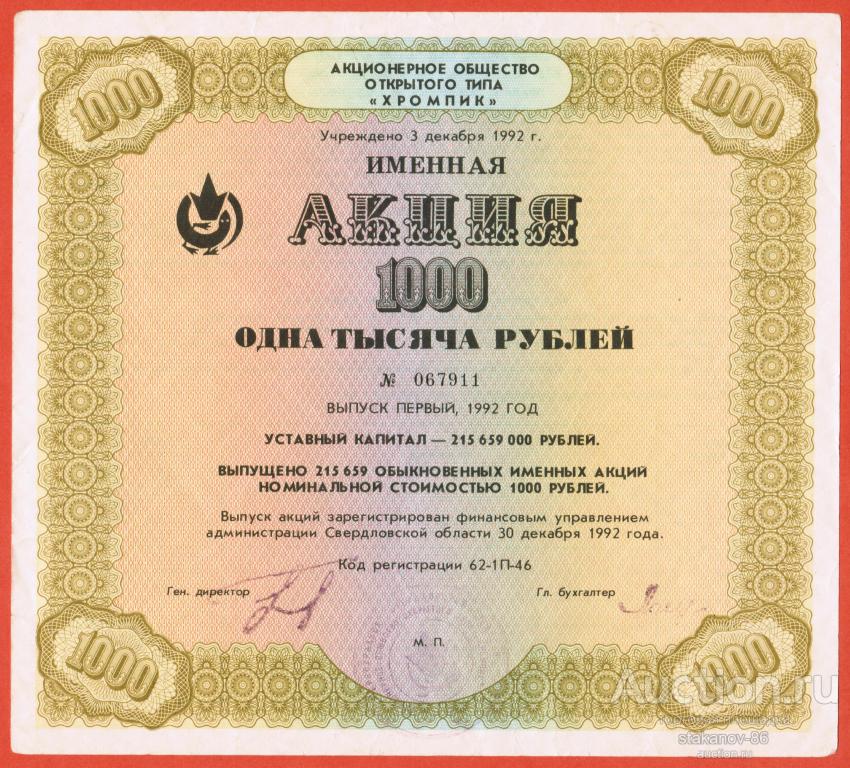 1000
АКЦИОНЕРНОЕ ОБЩЕСТВО
ОТКРЫТОГО ТИПА
«ХРОМПИК»
1000
Учреждено 3 декабря 1992 г.
ИМЕННАЯ
АКЦИЯ
1000
ОДНА ТЫСЯЧА РУБЛЕЙ
№ 067911
ВЫПУСК ПЕРВЫЙ, 1992 ГОД
УСТАВНЫЙ КАПИТАЛ — 215 659 000 РУБЛЕЙ.
ВЫПУЩЕНО 215 659 ОБЫКНОВЕННЫХ ИМЕННЫХ АКЦИЙ
НОМИНАЛЬНОЙ СТОИМОСТЬЮ 1000 РУБЛЕЙ.
Выпуск акций зарегистрирован финансовым управлением
администрации Свердловской области 30 декабря 1992 года.
Код регистрации 62-1П-46
Ген. директор
Гл. бухгалтер
М. П.
1000
1000
Auction.ru
stakanov-86
auction.ru